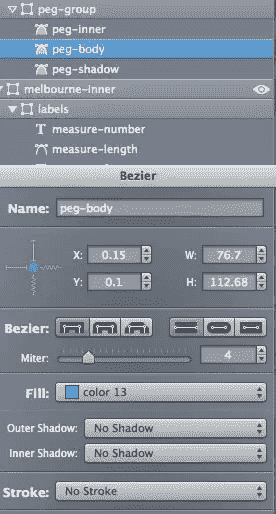 peg-group
peg-inner
peg-body
peg-shadow
melbourne-inner
labels
T measure-number
measure-length
Bezier
Name: peg-body
X: 0.15 W: 76.7
Y: 0.1 H: 112.68
Bezier:
Miter: 4
Fill: color 13
Outer Shadow: No Shadow
Inner Shadow: No Shadow
Stroke: No Stroke